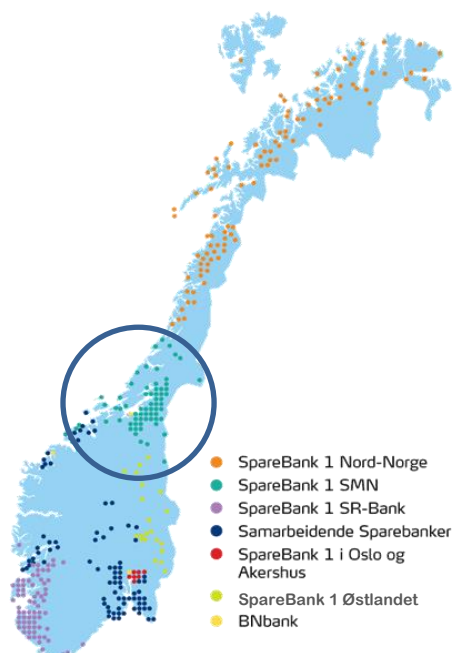 SpareBank 1 Nord-Norge
SpareBank 1 SMN
SpareBank 1 SR-Bank
Samarbeidende Sparebanker
SpareBank 1 i Oslo og
Akershus
SpareBank 1 Østlandet
BNbank